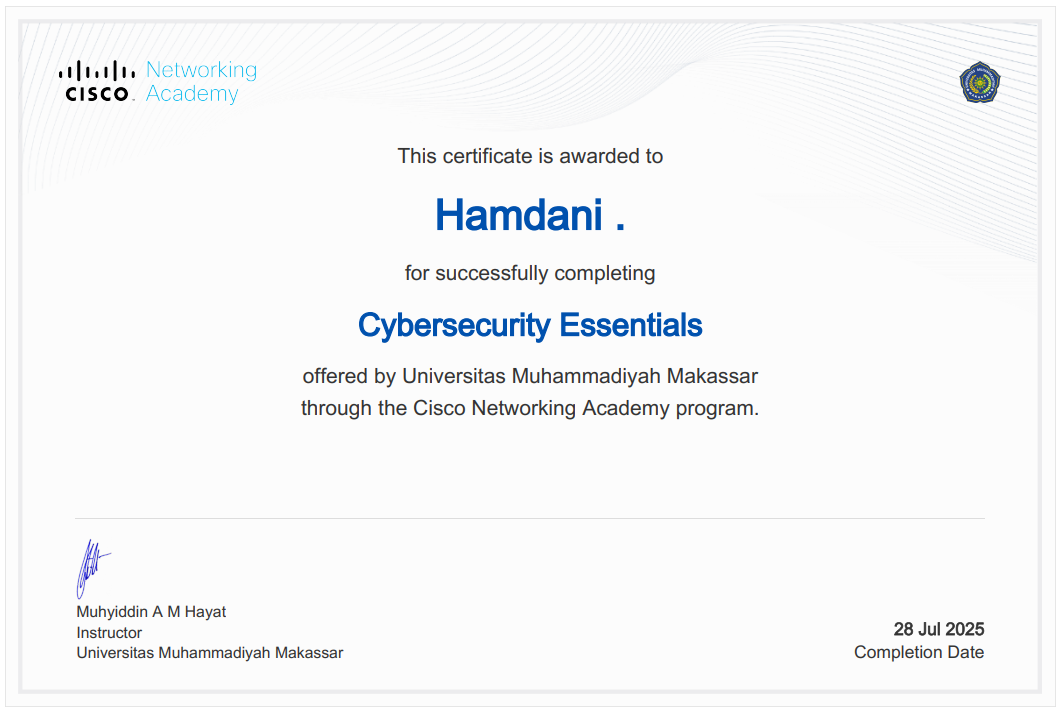 Networking
CISCO Academy
This certificate is awarded to
Hamdani .
for successfully completing
Cybersecurity Essentials
offered by Universitas Muhammadiyah Makassar
through the Cisco Networking Academy program.
Muhyiddin A M Hayat
Instructor
Universitas Muhammadiyah Makassar
28 Jul 2025
Completion Date